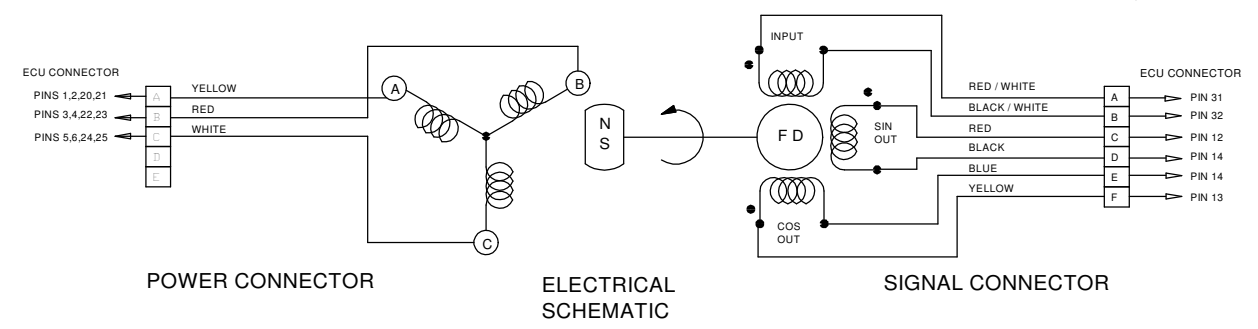 ECU CONNECTOR
PINS 1,2,20,21
PINS 3,4,22,23
PINS 5,6,24,25
A
B
C
D
E
YELLOW
RED
WHITE
A
B
C
POWER CONNECTOR
N
S
ELECTRICAL
SCHEMATIC
INPUT
F D
SIN
OUT
COS
OUT
RED / WHITE
BLACK / WHITE
RED
BLACK
BLUE
YELLOW
ECU CONNECTOR
A
B
C
D
E
F
PIN 31
PIN 32
PIN 12
PIN 14
PIN 14
PIN 13
SIGNAL CONNECTOR